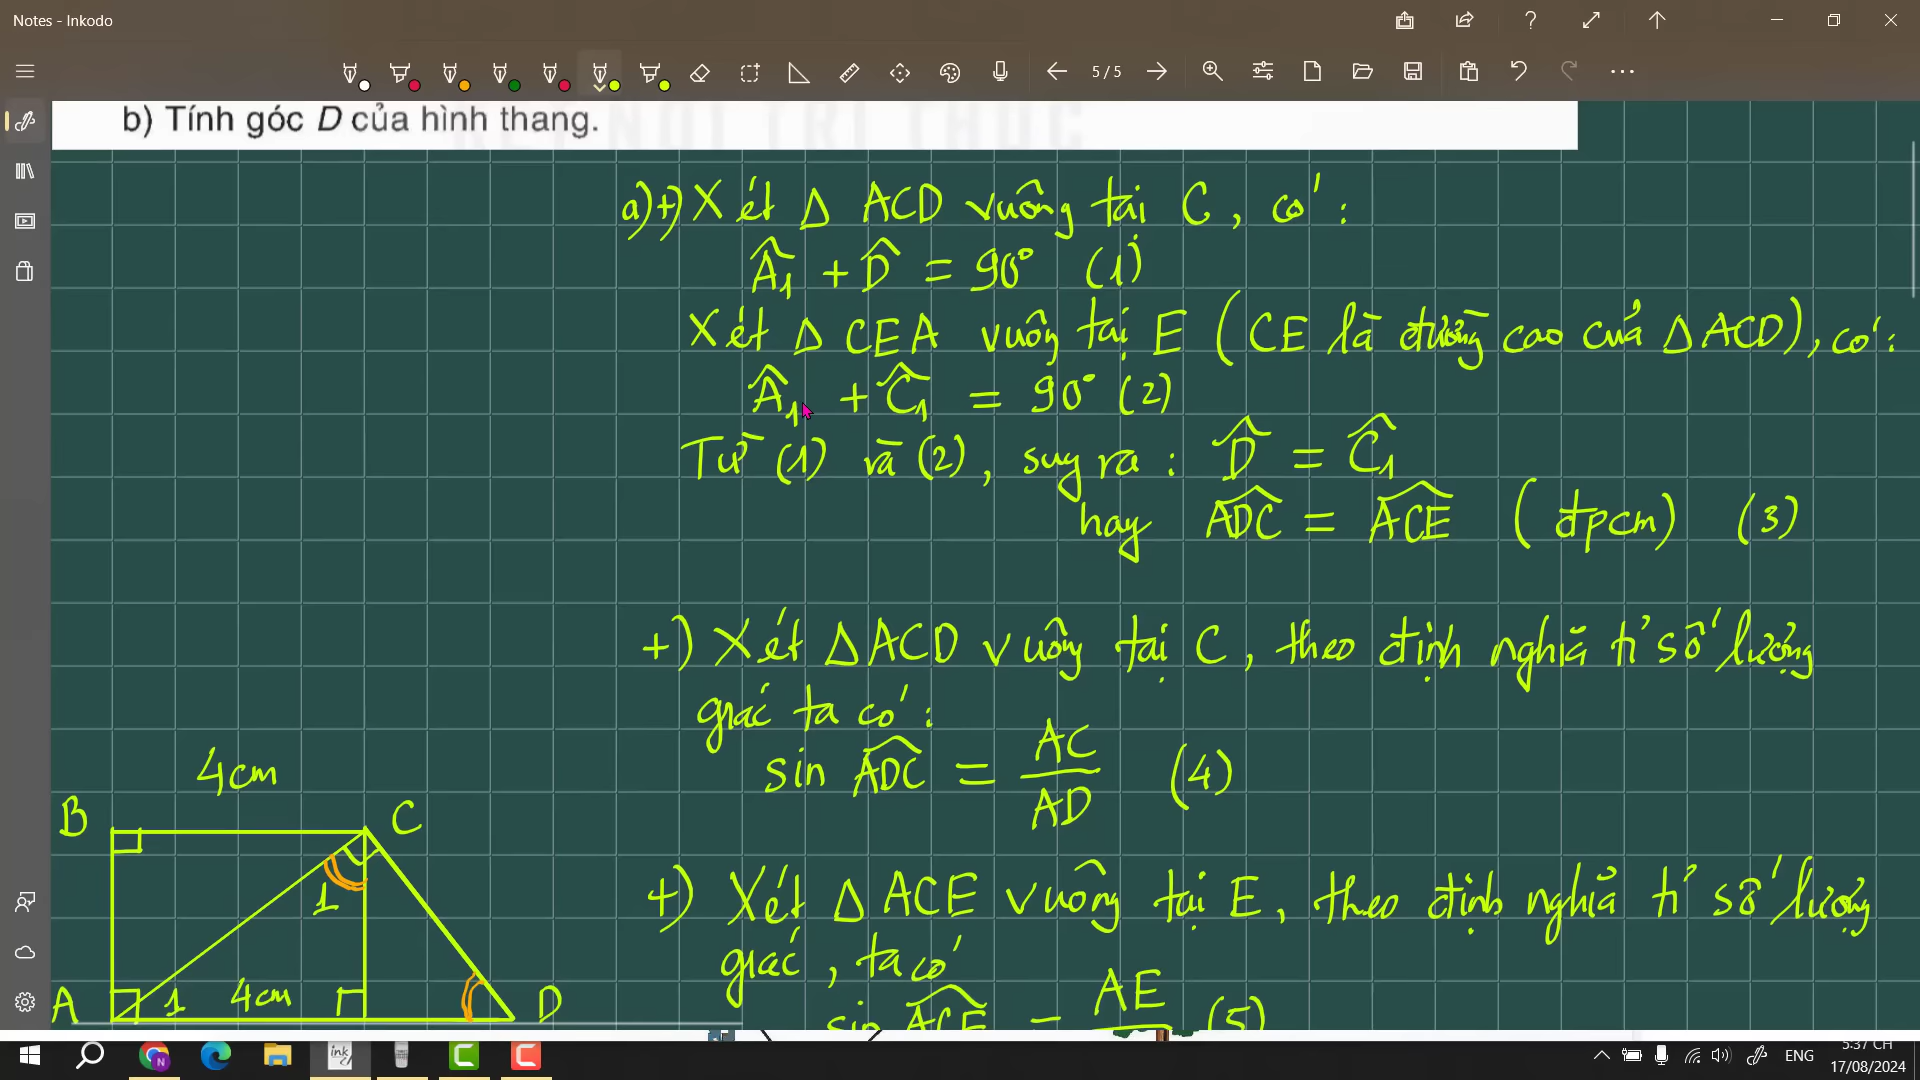 Notes - Inkodo
5/5
b) Tính góc D của hình thang.
a) +) Xét Δ ACD vuông tại C, có:
Â₁ + D̂ = 90° (1)
Xét Δ CEA vuông tại E (CE là đường cao của Δ ACD), có:
Â₁ + Ĉ₁ = 90° (2)
Từ (1) và (2), suy ra : D̂ = Ĉ₁
hay ADC = ACE (đpcm) (3)
+) Xét ΔACD vuông tại C, theo định nghĩa tỉ số lượng
giác ta có:
sin ADC = AC/AD (4)
+) Xét Δ ACE vuông tại E, theo định nghĩa tỉ số lượng
giác, ta có
sin ACE = AE (5)
4cm
B C
1
A 1 4cm D
ENG
5:37 CH
17/08/2024